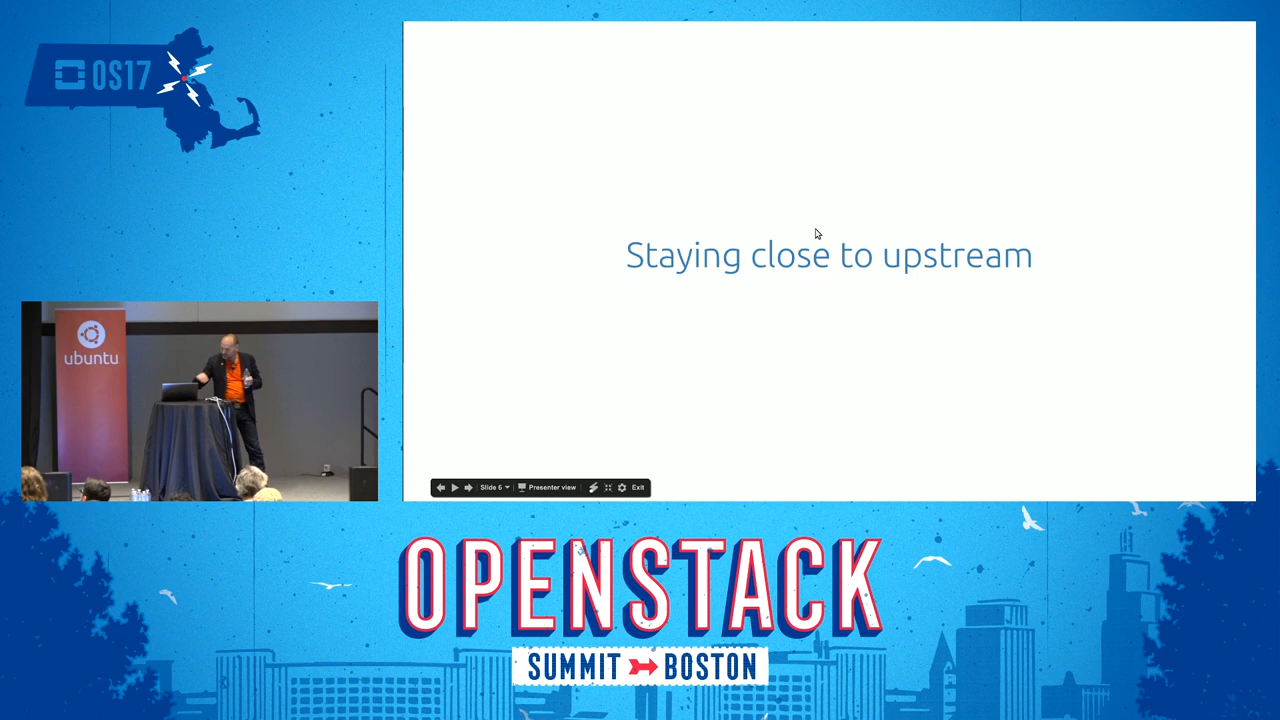 OS17
Staying close to upstream
ubuntu
Slide 6
Presenter view
Exit
OPENSTACK
SUMMIT BOSTON